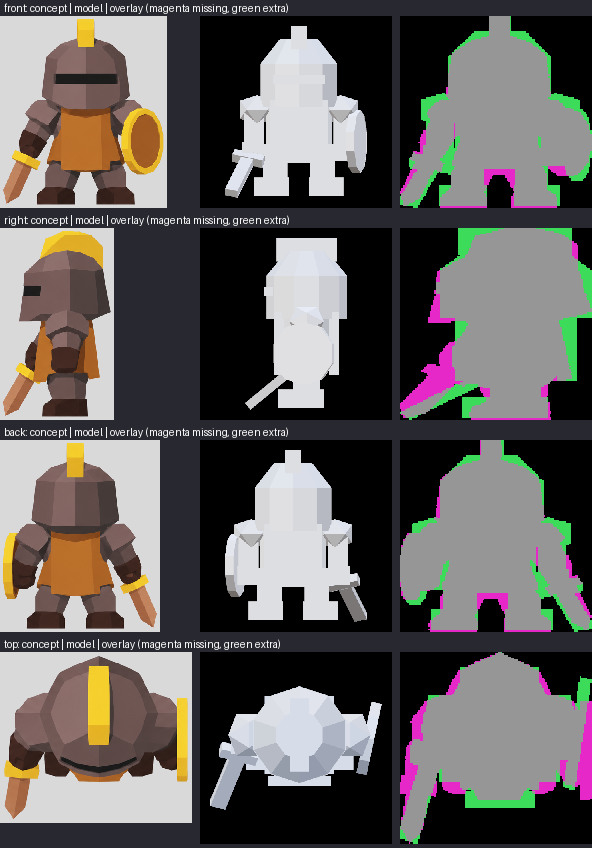 front: concept | model | overlay (magenta missing, green extra)
right: concept | model | overlay (magenta missing, green extra)
back: concept | model | overlay (magenta missing, green extra)
top: concept | model | overlay (magenta missing, green extra)